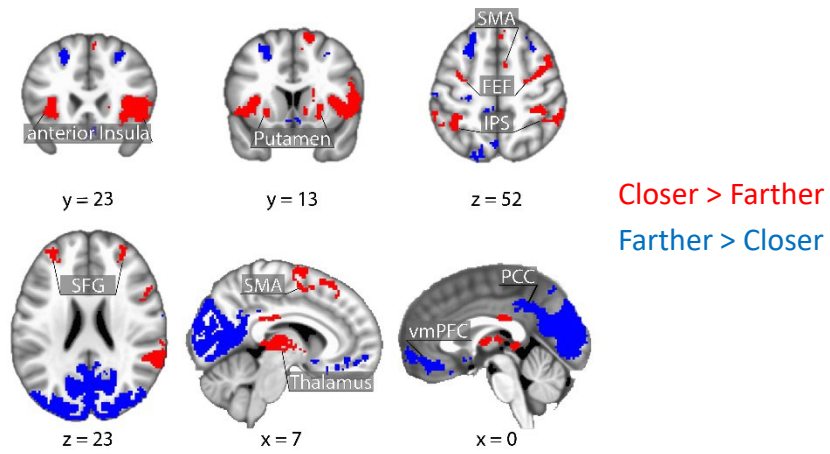 anterior Insula
y = 23
Putamen
y = 13
SMA
FEF
IPS
z = 52
Closer > Farther
Farther > Closer
SFG
z = 23
SMA
Thalamus
x = 7
PCC
vmPFC
x = 0